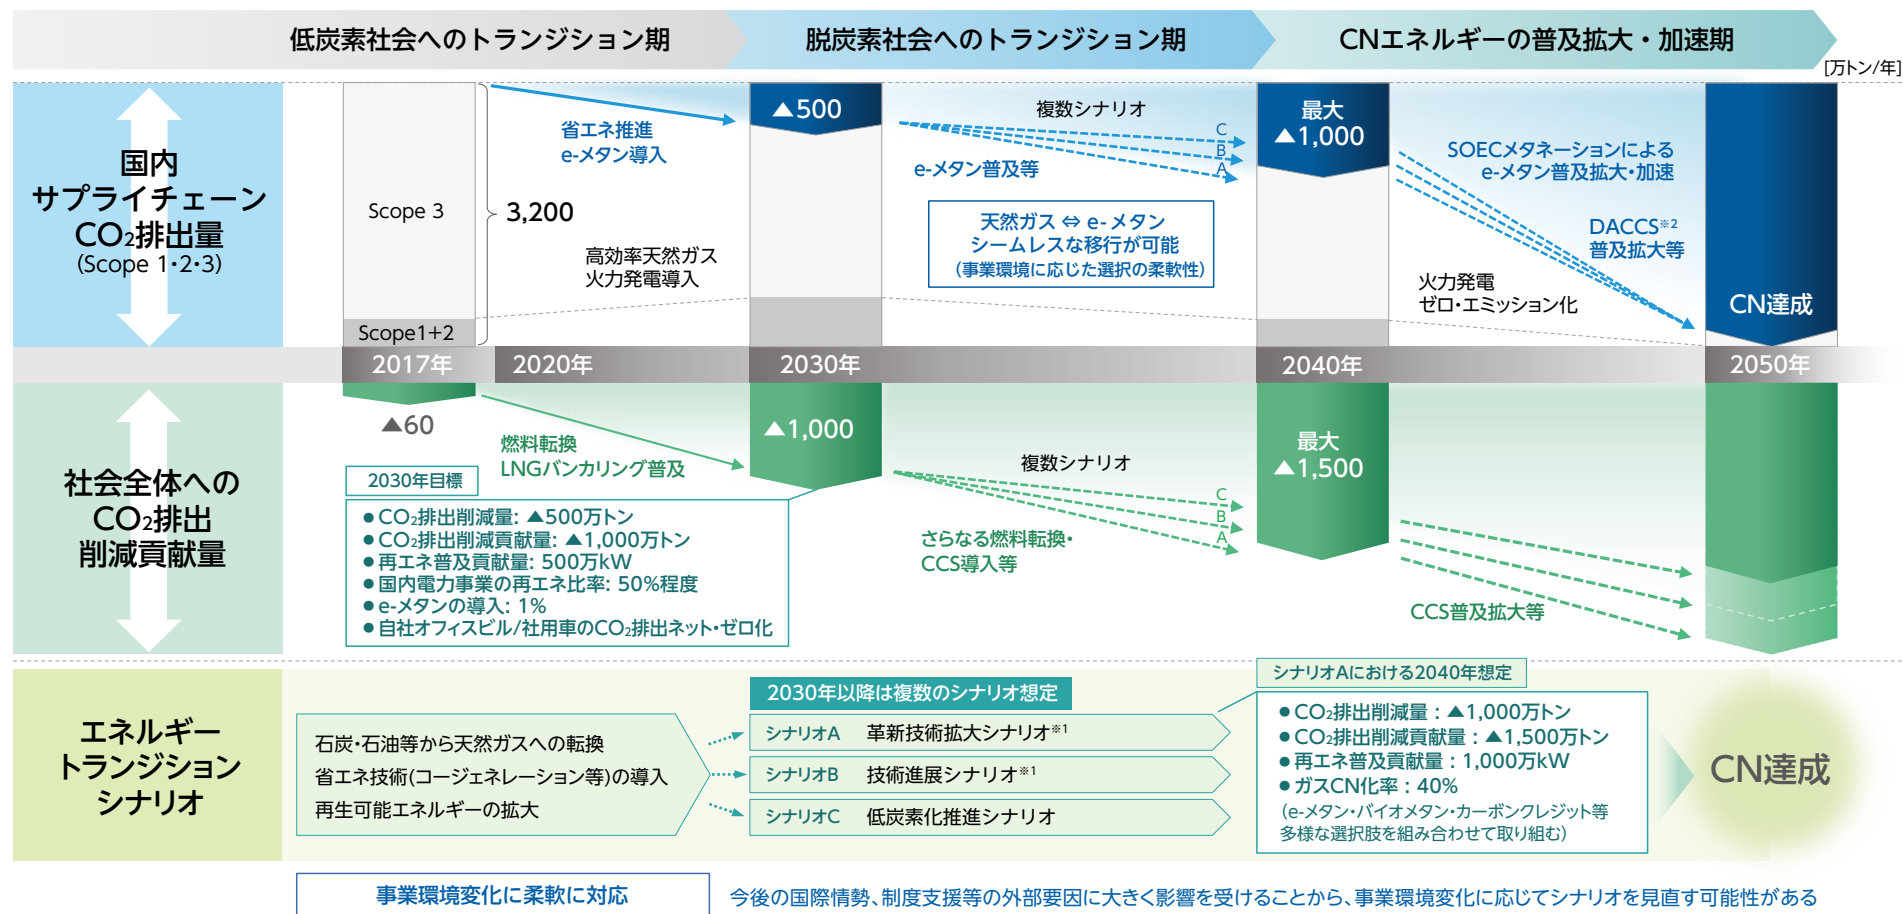 低炭素社会へのトランジション期
脱炭素社会へのトランジション期
CNエネルギーの普及拡大・加速期
[万トン/年]
国内
サプライチェーン
CO2排出量
(Scope 1・2・3)
Scope 3
Scope1+2
3,200
省エネ推進
e-メタン導入
高効率天然ガス
火力発電導入
▲500
複数シナリオ
C
B
A
e-メタン普及等
天然ガス ⇔ e-メタン
シームレスな移行が可能
(事業環境に応じた選択の柔軟性)
最大
▲1,000
SOECメタネーションによる
e-メタン普及拡大・加速
DACCS※2
普及拡大等
火力発電
ゼロ・エミッション化
CN達成
2017年
2020年
2030年
2040年
2050年
社会全体への
CO2排出
削減貢献量
▲60
燃料転換
LNGバンカリング普及
2030年目標
●CO2排出削減量: ▲500万トン
●CO2排出削減貢献量: ▲1,000万トン
●再エネ普及貢献量: 500万kW
●国内電力事業の再エネ比率: 50%程度
●e-メタンの導入: 1%
●自社オフィスビル/社用車のCO2排出ネット・ゼロ化
▲1,000
複数シナリオ
C
B
A
さらなる燃料転換・
CCS導入等
最大
▲1,500
CCS普及拡大等
エネルギー
トランジション
シナリオ
石炭・石油等から天然ガスへの転換
省エネ技術(コージェネレーション等)の導入
再生可能エネルギーの拡大
2030年以降は複数のシナリオ想定
シナリオA 革新技術拡大シナリオ※1
シナリオB 技術進展シナリオ※1
シナリオC 低炭素化推進シナリオ
シナリオAにおける2040年想定
●CO2排出削減量 : ▲1,000万トン
●CO2排出削減貢献量 : ▲1,500万トン
●再エネ普及貢献量 : 1,000万kW
●ガスCN化率 : 40%
(e-メタン・バイオメタン・カーボンクレジット等
多様な選択肢を組み合わせて取り組む)
CN達成
事業環境変化に柔軟に対応
今後の国際情勢、制度支援等の外部要因に大きく影響を受けることから、事業環境変化に応じてシナリオを見直す可能性がある